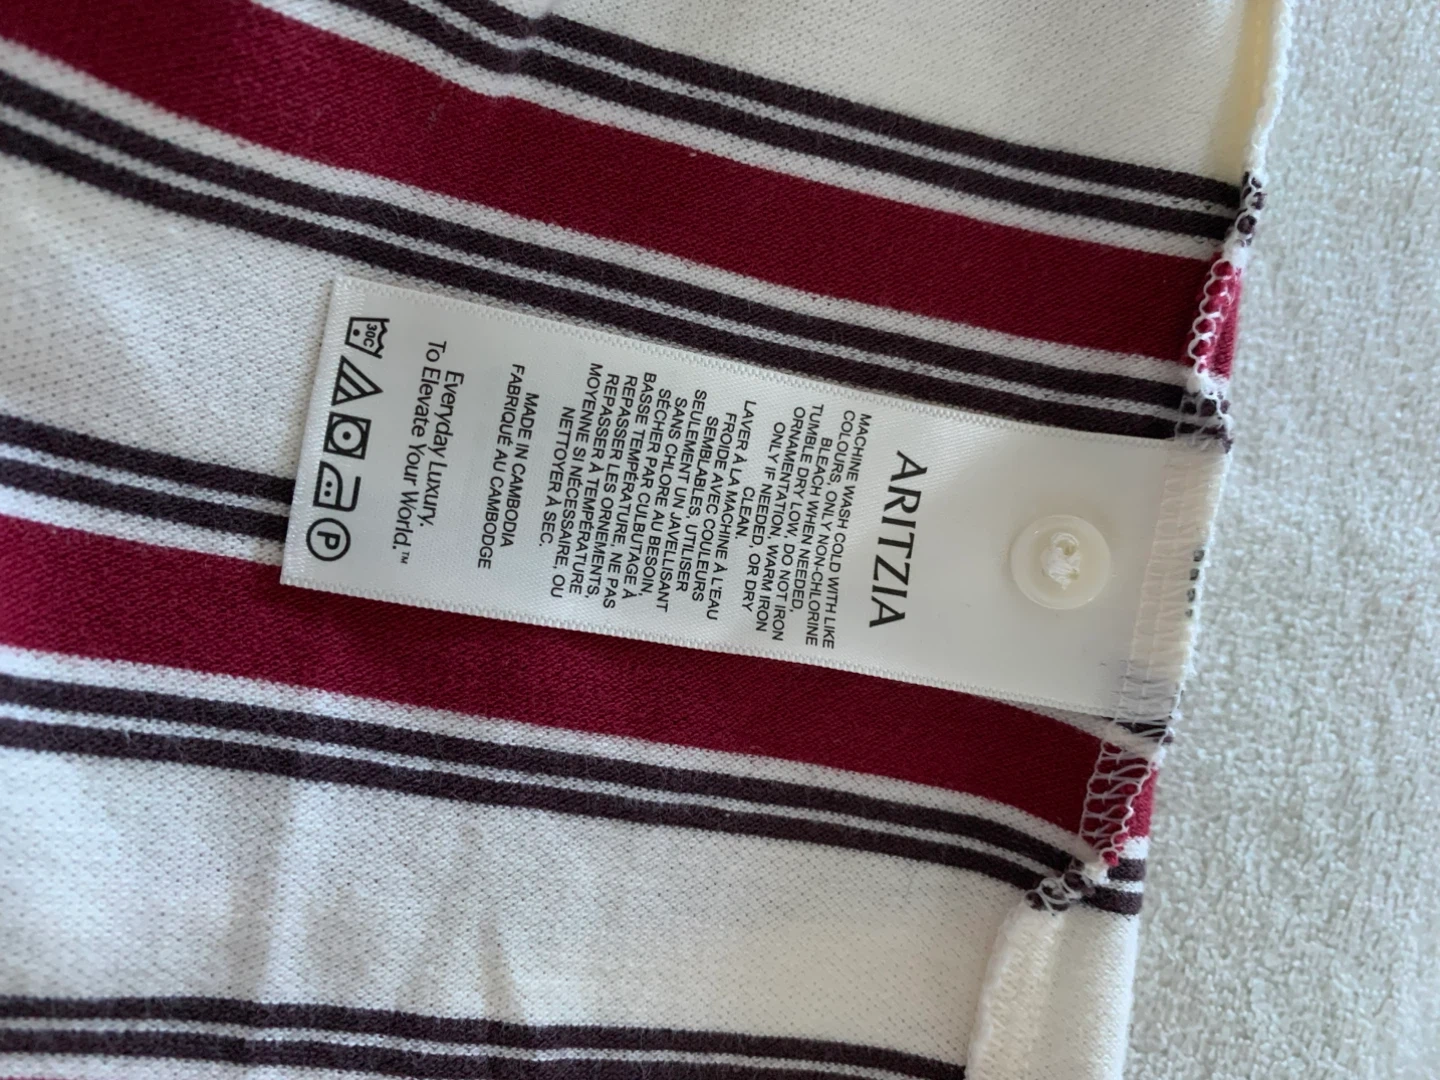 ARITZIA
MACHINE WASH COLD WITH LIKE
COLOURS, ONLY NON-CHLORINE
BLEACH WHEN NEEDED,
TUMBLE DRY LOW, DO NOT IRON
ORNAMENTATION, WARM IRON
ONLY IF NEEDED, OR DRY
CLEAN.
LAVER À LA MACHINE À L'EAU
FROIDE AVEC COULEURS
SEMBLABLES, UTILISER
SEULEMENT UN JAVELLISANT
SANS CHLORE AU BESOIN,
SÉCHER PAR CULBUTAGE À
BASSE TEMPÉRATURE, NE PAS
REPASSER LES ORNEMENTS,
REPASSER À TEMPÉRATURE
MOYENNE SI NÉCESSAIRE, OU
NETTOYER À SEC.
MADE IN CAMBODIA
FABRIQUÉ AU CAMBODGE
Everyday Luxury.
To Elevate Your World.™
30C P